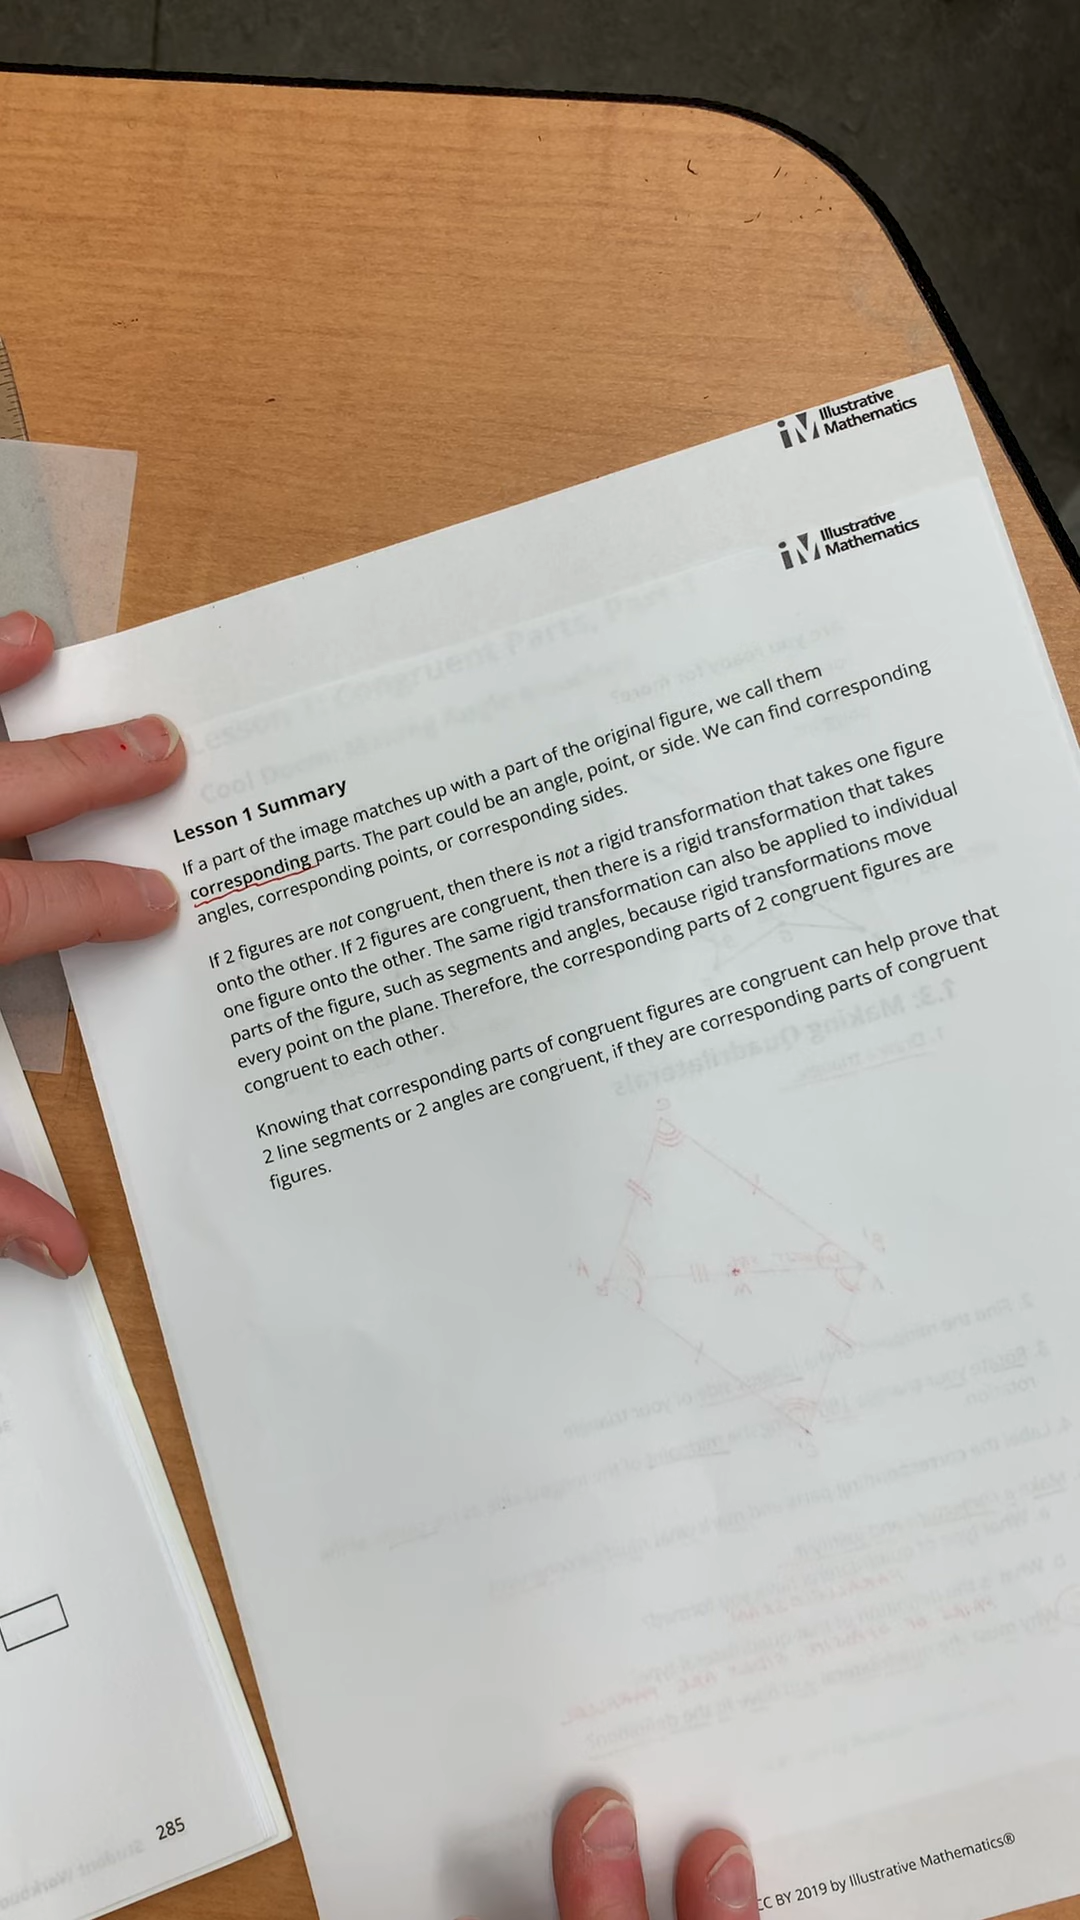 Illustrative
Mathematics
Illustrative
Mathematics
Lesson 1 Summary
If a part of the image matches up with a part of the original figure, we call them
corresponding parts. The part could be an angle, point, or side. We can find corresponding
angles, corresponding points, or corresponding sides.
If 2 figures are not congruent, then there is not a rigid transformation that takes one figure
onto the other. If 2 figures are congruent, then there is a rigid transformation that takes
one figure onto the other. The same rigid transformation can also be applied to individual
parts of the figure, such as segments and angles, because rigid transformations move
every point on the plane. Therefore, the corresponding parts of 2 congruent figures are
congruent to each other.
Knowing that corresponding parts of congruent figures are congruent can help prove that
2 line segments or 2 angles are congruent, if they are corresponding parts of congruent
figures.
285
CC BY 2019 by Illustrative Mathematics®